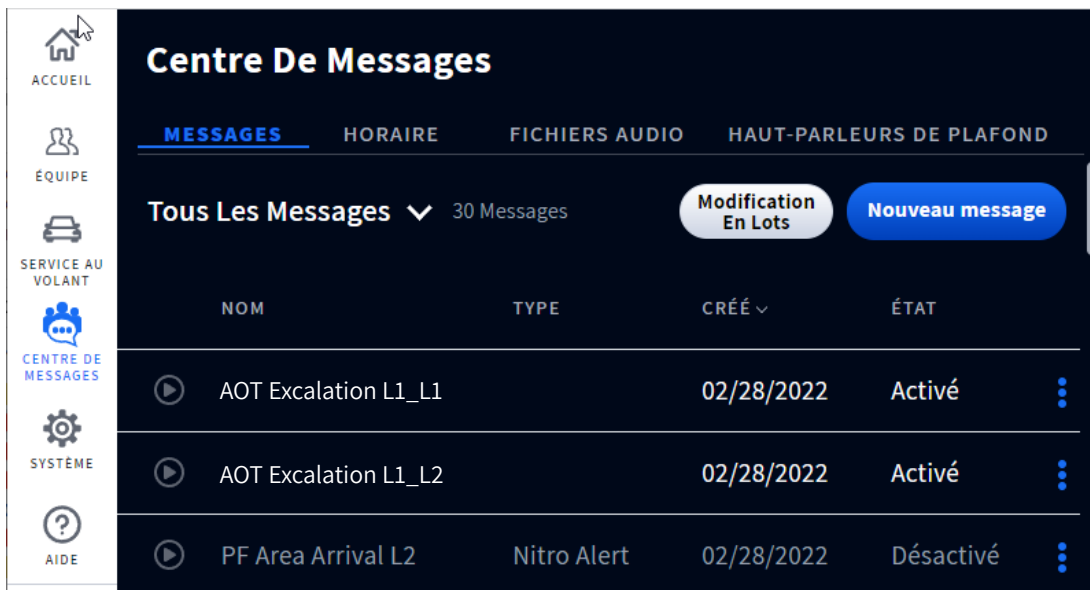 ACCUEIL
ÉQUIPE
SERVICE AU
VOLANT
CENTRE DE
MESSAGES
SYSTÈME
AIDE
Centre De Messages
MESSAGES HORAIRE FICHIERS AUDIO HAUT-PARLEURS DE PLAFOND
Tous Les Messages 30 Messages
Modification
En Lots
Nouveau message
NOM TYPE CRÉÉ ÉTAT
AOT Excalation L1_L1 02/28/2022 Activé
AOT Excalation L1_L2 02/28/2022 Activé
PF Area Arrival L2 Nitro Alert 02/28/2022 Désactivé